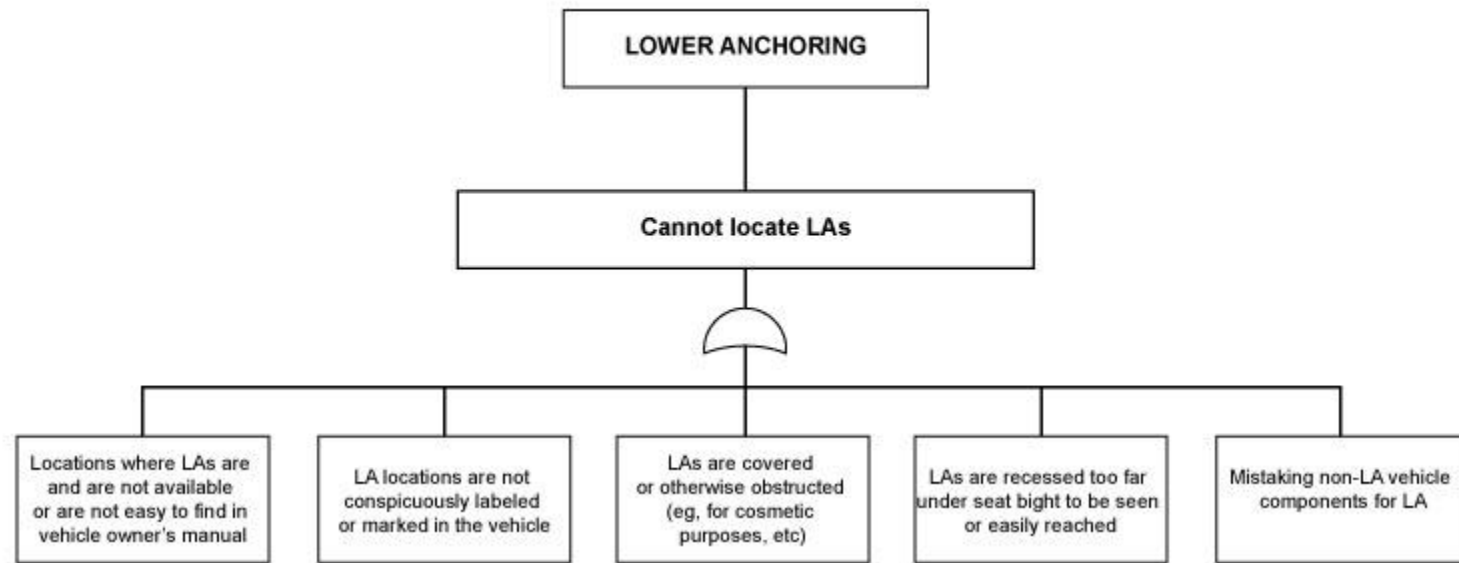 LOWER ANCHORING
Cannot locate LAs
Locations where LAs are
and are not available
or are not easy to find in
vehicle owner's manual
LA locations are not
conspicuously labeled
or marked in the vehicle
LAs are covered
or otherwise obstructed
(eg, for cosmetic
purposes, etc)
LAs are recessed too far
under seat bight to be seen
or easily reached
Mistaking non-LA vehicle
components for LA